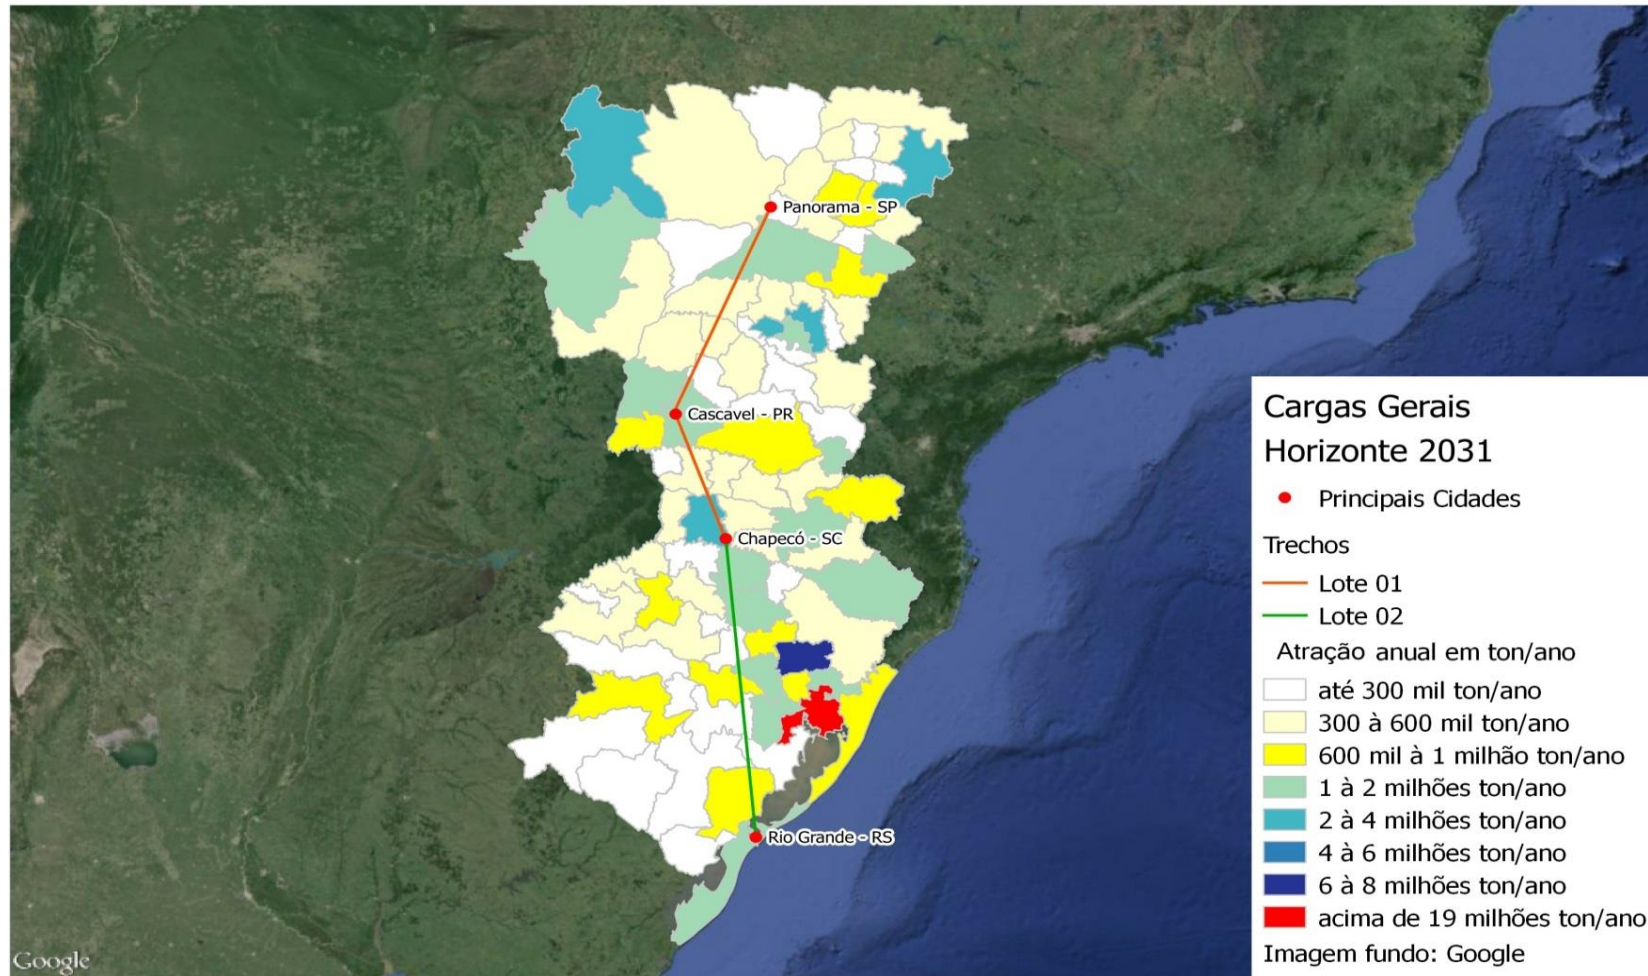 Panorama - SP
Cascavel - PR
Chapecó - SC
Rio Grande - RS
Cargas Gerais
Horizonte 2031
Principais Cidades
Trechos
Lote 01
Lote 02
Atração anual em ton/ano
até 300 mil ton/ano
300 à 600 mil ton/ano
600 mil à 1 milhão ton/ano
1 à 2 milhões ton/ano
2 à 4 milhões ton/ano
4 à 6 milhões ton/ano
6 à 8 milhões ton/ano
acima de 19 milhões ton/ano
Imagem fundo: Google
Google